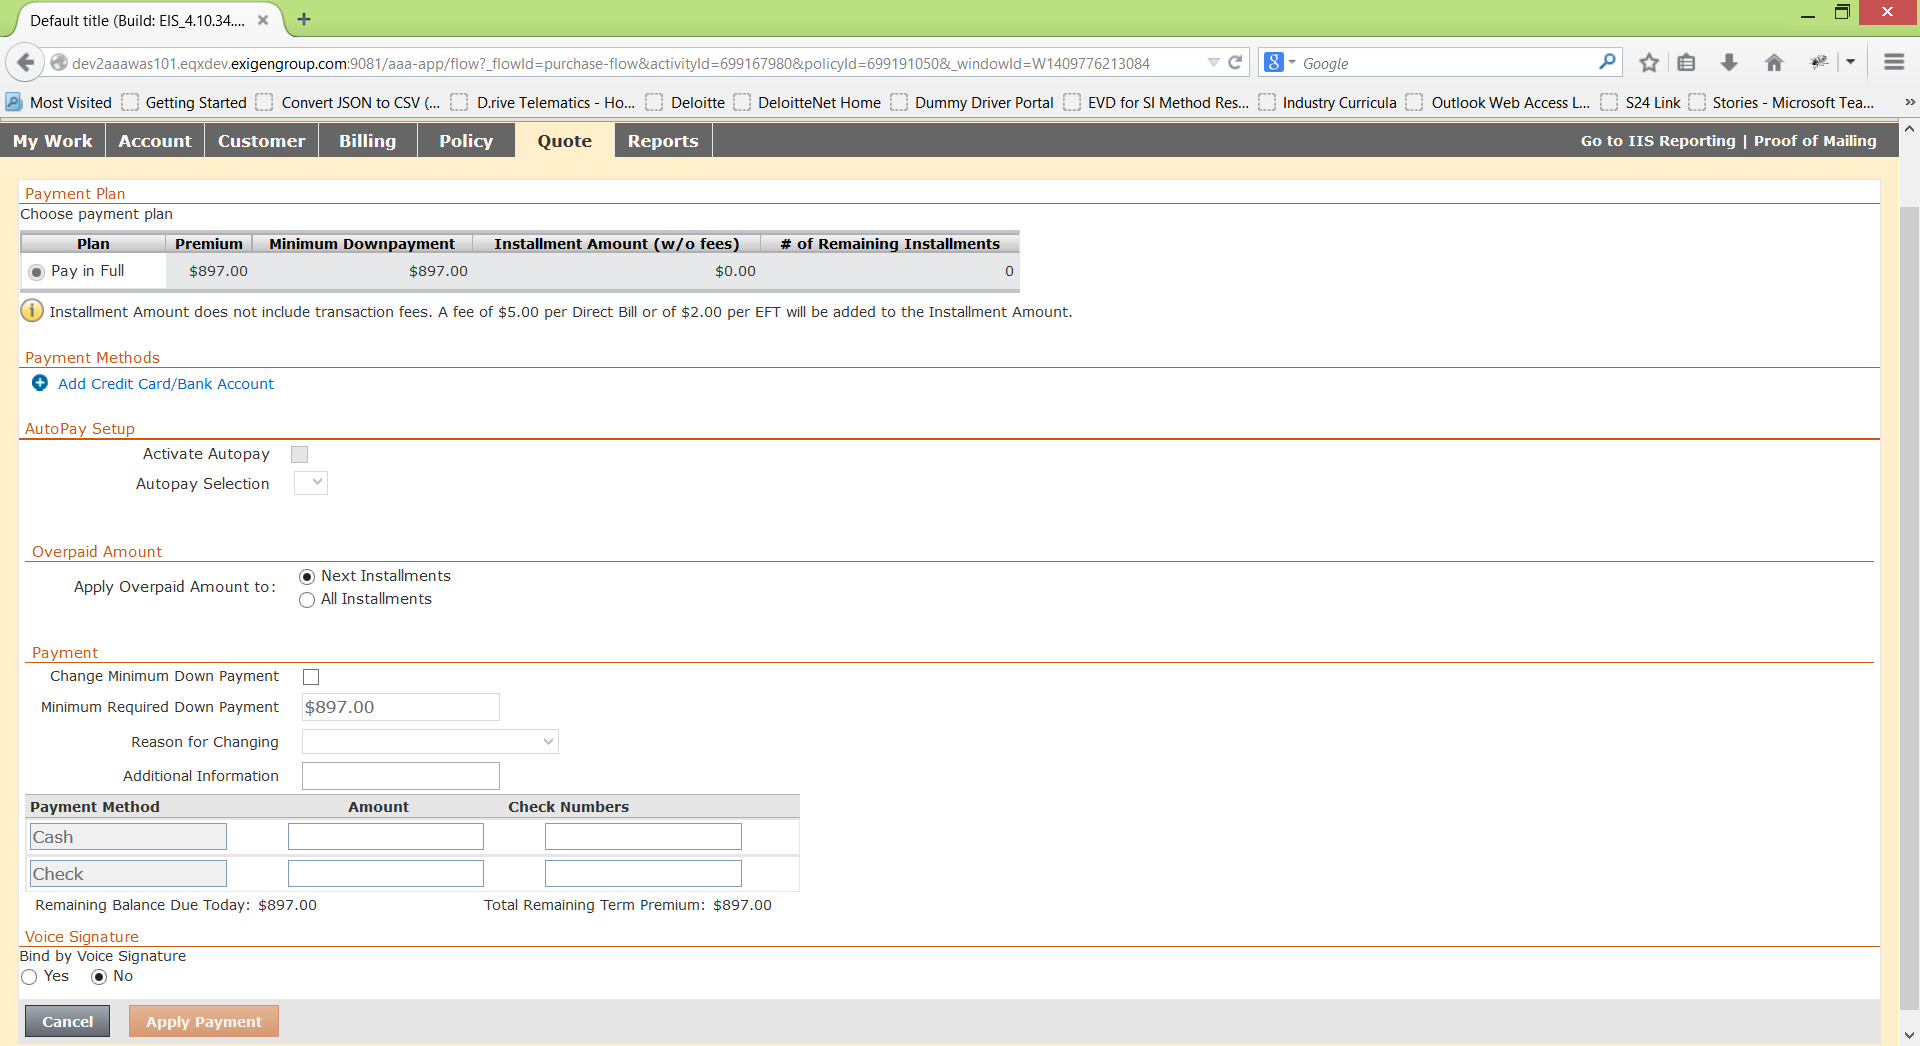 Default title (Build: EIS_4.10.34....
dev2aaawas101.eqxdev.exigengroup.com:9081/aaa-app/flow?_flowId=purchase-flow&activityId=699167980&policyId=699191050&_windowId=W1409776213084
Google
Most Visited Getting Started Convert JSON to CSV (... D.rive Telematics - Ho... Deloitte DeloitteNet Home Dummy Driver Portal EVD for SI Method Res... Industry Curricula Outlook Web Access L... S24 Link Stories - Microsoft Tea...
My Work Account Customer Billing Policy Quote Reports Go to IIS Reporting | Proof of Mailing
Payment Plan
Choose payment plan
Plan Premium Minimum Downpayment Installment Amount (w/o fees) # of Remaining Installments
Pay in Full $897.00 $897.00 $0.00 0
Installment Amount does not include transaction fees. A fee of $5.00 per Direct Bill or of $2.00 per EFT will be added to the Installment Amount.
Payment Methods
Add Credit Card/Bank Account
AutoPay Setup
Activate Autopay
Autopay Selection
Overpaid Amount
Apply Overpaid Amount to:
Next Installments
All Installments
Payment
Change Minimum Down Payment
Minimum Required Down Payment $897.00
Reason for Changing
Additional Information
Payment Method Amount Check Numbers
Cash
Check
Remaining Balance Due Today: $897.00 Total Remaining Term Premium: $897.00
Voice Signature
Bind by Voice Signature
Yes No
Cancel Apply Payment